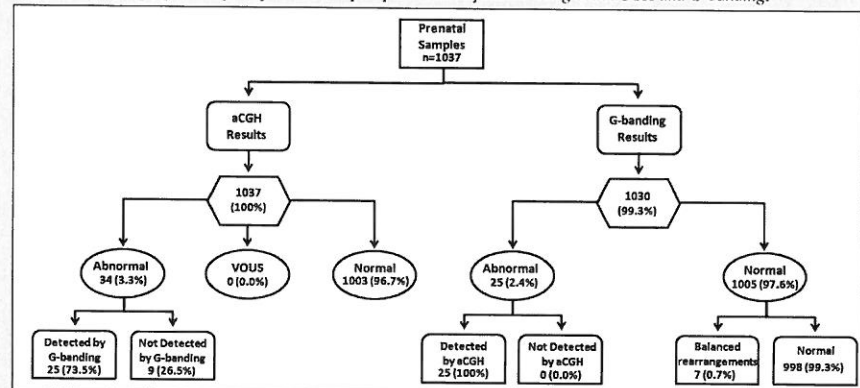 Prenatal
Samples
n=1037
aCGH
Results
G-banding
Results
1037
(100%)
1030
(99.3%)
Abnormal
34 (3.3%)
VOUS
0 (0.0%)
Normal
1003 (96.7%)
Abnormal
25 (2.4%)
Normal
1005 (97.6%)
Detected by
G-banding
25 (73.5%)
Not Detected
by G-banding
9 (26.5%)
Detected
by aCGH
25 (100%)
Not Detected
by aCGH
0 (0.0%)
Balanced
rearrangements
7 (0.7%)
Normal
998 (99.3%)